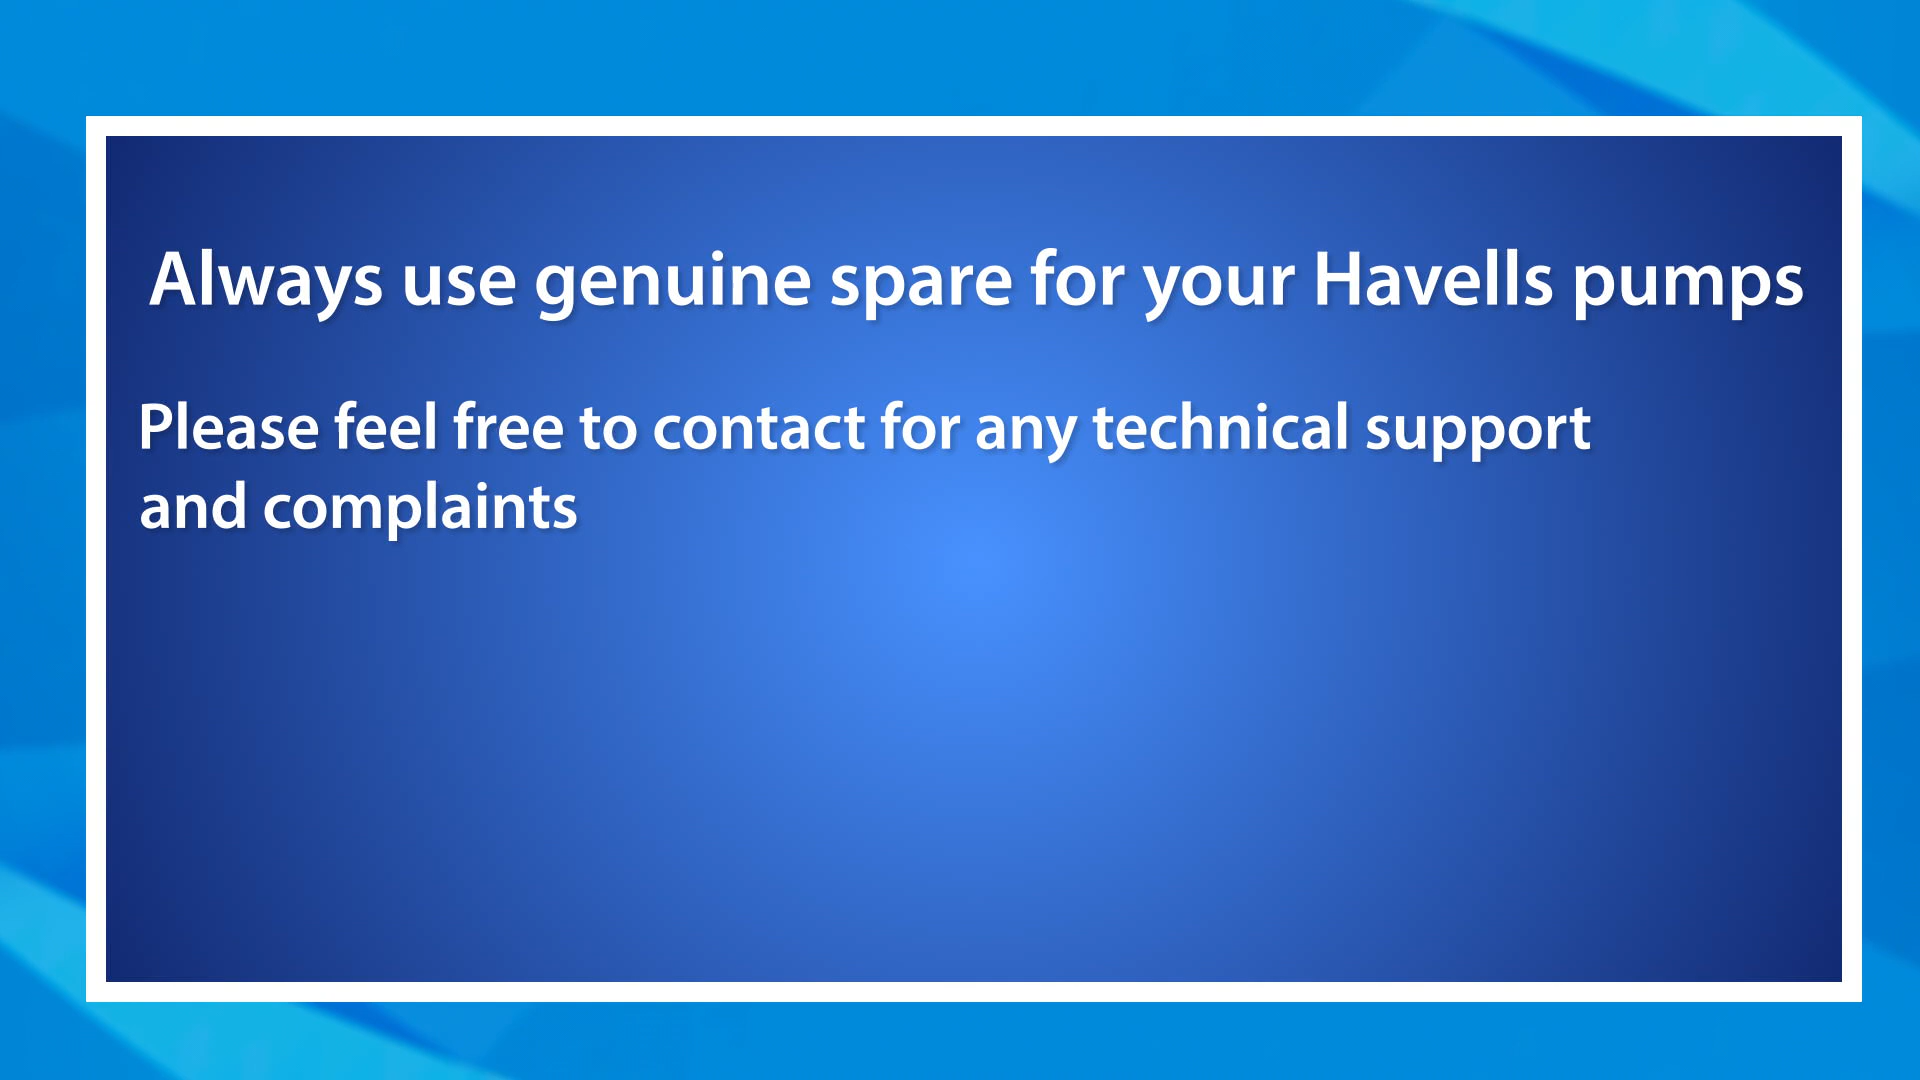 Always use genuine spare for your Havells pumps
Please feel free to contact for any technical support
and complaints